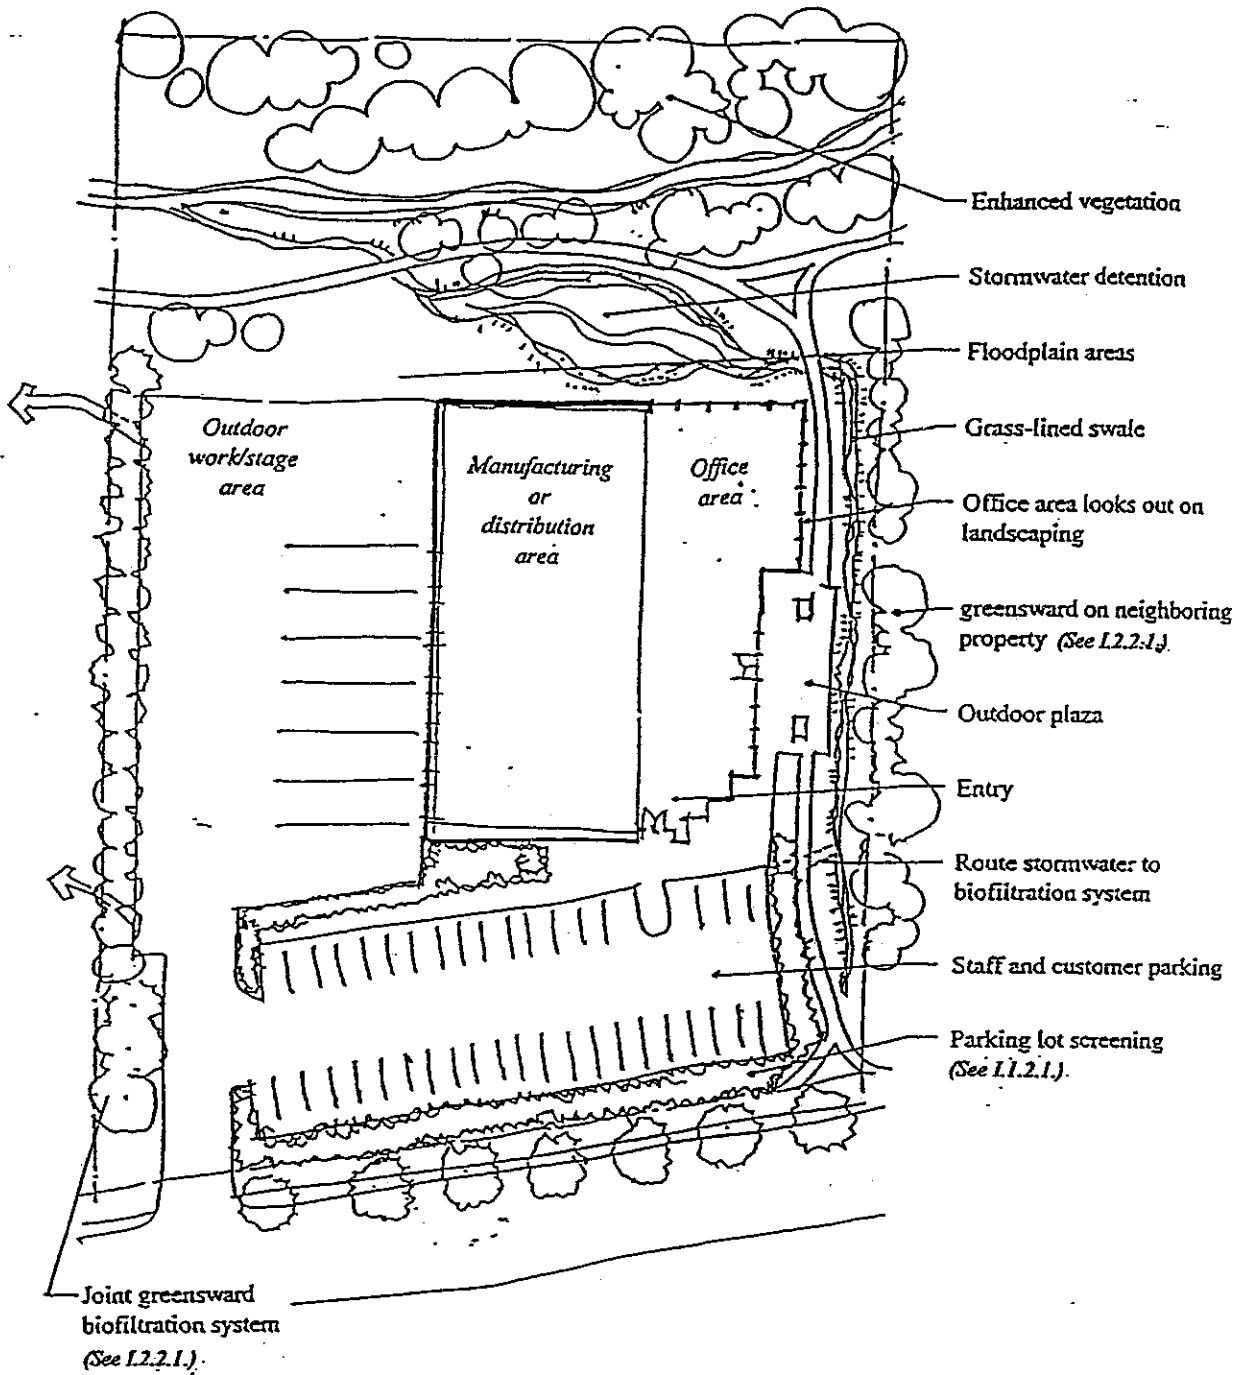 Enhanced vegetation
Stormwater detention
Floodplain areas
Grass-lined swale
Outdoor
work/stage
area
Manufacturing
or
distribution
area
Office
area
Office area looks out on
landscaping
greensward on neighboring
property (See I.2.2.1.).
Outdoor plaza
Entry
Route stormwater to
biofiltration system
Staff and customer parking
Parking lot screening
(See I.1.2.1.).
Joint greensward
biofiltration system
(See I.2.2.1.).